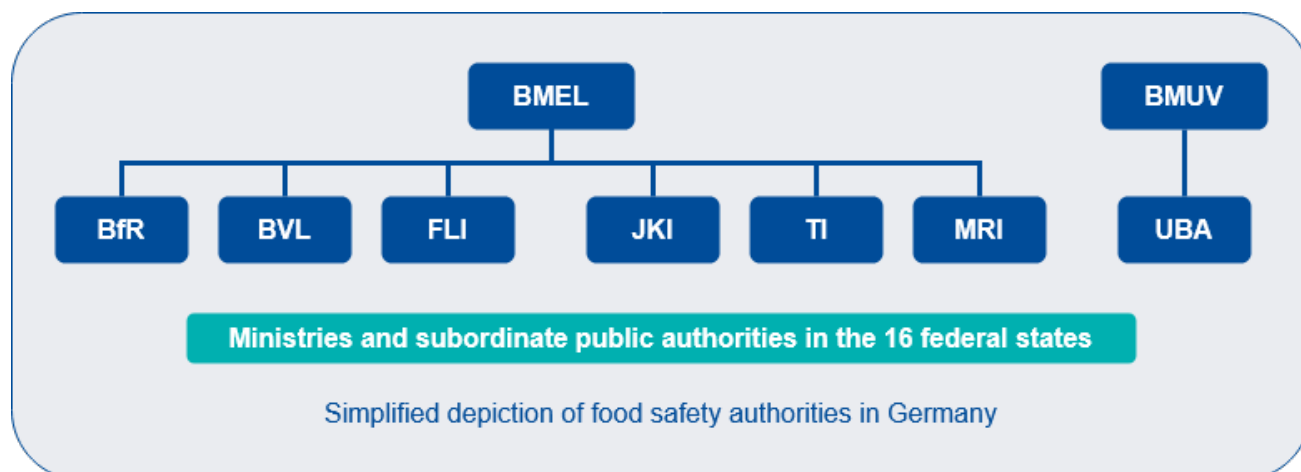 BMEL
BMUV
BfR
BVL
FLI
JKI
TI
MRI
UBA
Ministries and subordinate public authorities in the 16 federal states
Simplified depiction of food safety authorities in Germany